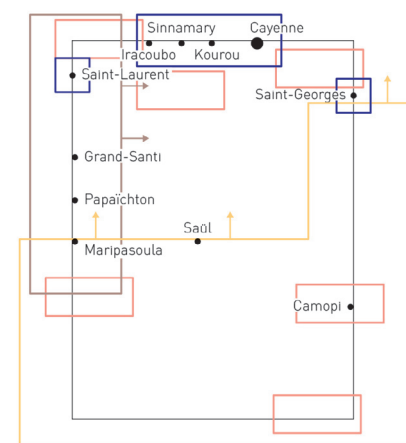 Sinnamary
Cayenne
Iracoubo
Kourou
Saint-Laurent
Saint-Georges
Grand-Santi
Papaïchton
Saül
Maripasoula
Camopi